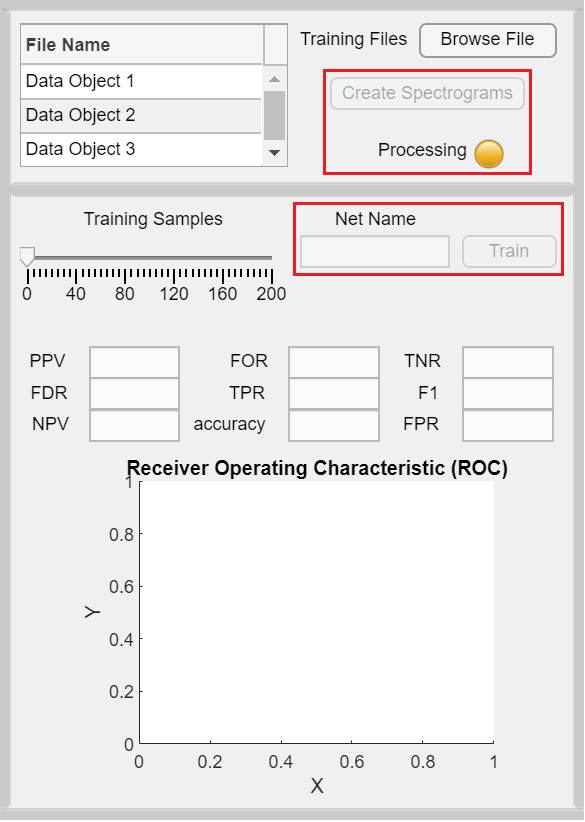 File Name
Training Files
Browse File
Data Object 1
Data Object 2
Data Object 3
Create Spectrograms
Processing
Training Samples
Net Name
Train
0 40 80 120 160 200
PPV FOR TNR
FDR TPR F1
NPV accuracy FPR
Receiver Operating Characteristic (ROC)
1
0.8
0.6
Y
0.4
0.2
0
0 0.2 0.4 0.6 0.8 1
X